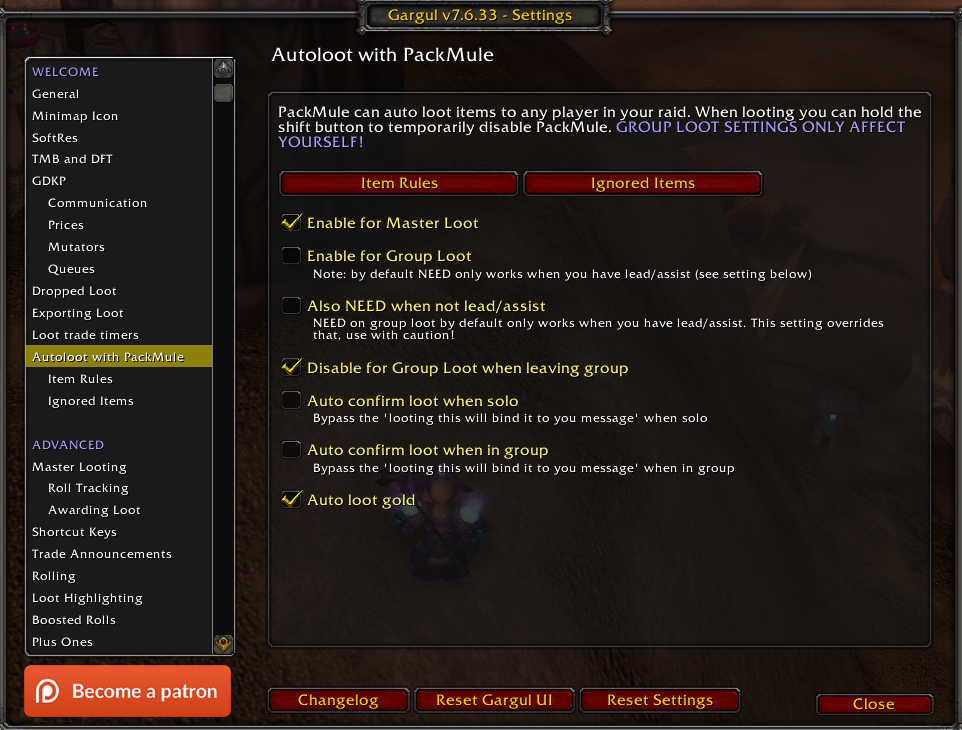 Gargul v7.6.33 - Settings
Autoloot with PackMule
WELCOME
General
Minimap Icon
SoftRes
TMB and DFT
GDKP
Communication
Prices
Mutators
Queues
Dropped Loot
Exporting Loot
Loot trade timers
Autoloot with PackMule
Item Rules
Ignored Items
ADVANCED
Master Looting
Roll Tracking
Awarding Loot
Shortcut Keys
Trade Announcements
Rolling
Loot Highlighting
Boosted Rolls
Plus Ones
Become a patron
PackMule can auto loot items to any player in your raid. When looting you can hold the
shift button to temporarily disable PackMule. GROUP LOOT SETTINGS ONLY AFFECT
YOURSELF!
Item Rules
Ignored Items
Enable for Master Loot
Enable for Group Loot
Note: by default NEED only works when you have lead/assist (see setting below)
Also NEED when not lead/assist
NEED on group loot by default only works when you have lead/assist. This setting overrides
that, use with caution!
Disable for Group Loot when leaving group
Auto confirm loot when solo
Bypass the 'looting this will bind it to you message' when solo
Auto confirm loot when in group
Bypass the 'looting this will bind it to you message' when in group
Auto loot gold
Changelog
Reset Gargul UI
Reset Settings
Close